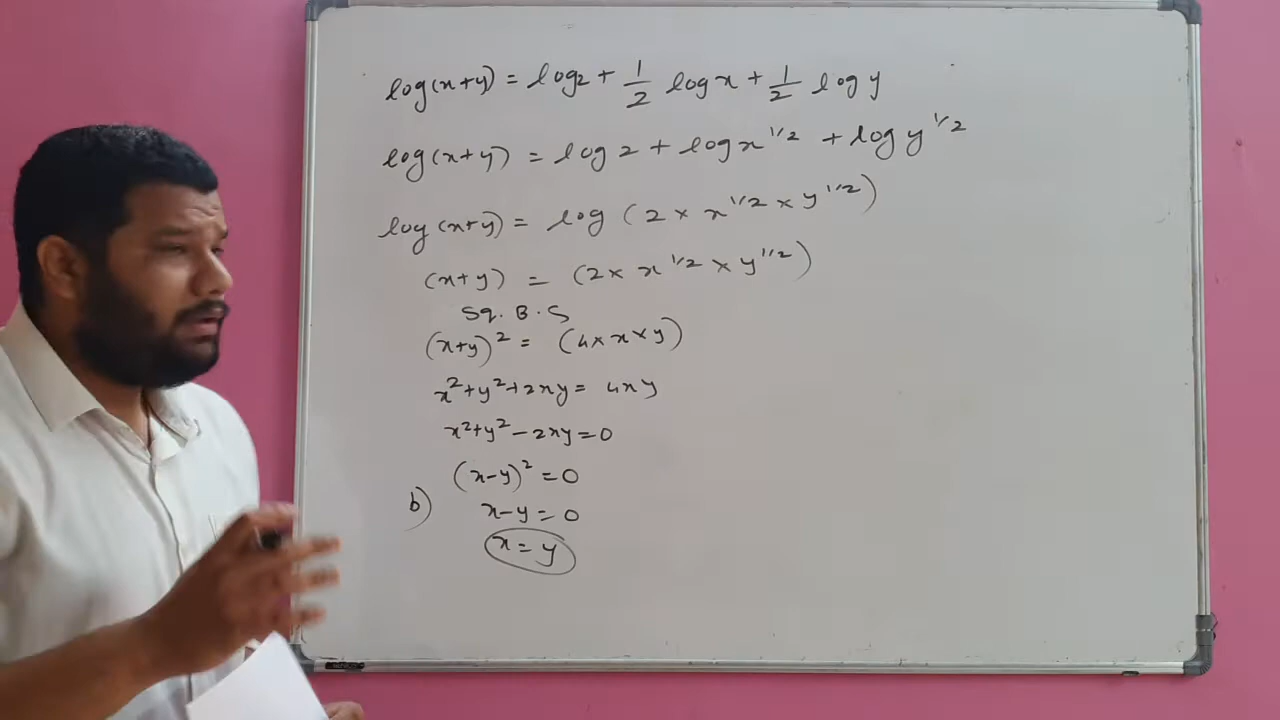 log(x+y) = log2 + 1/2 log x + 1/2 log y
log(x+y) = log 2 + log x^1/2 + log y^1/2
log(x+y) = log (2 × x^1/2 × y^1/2)
(x+y) = (2 × x^1/2 × y^1/2)
Sq. B.S
(x+y)^2 = (4 × x × y)
x^2+y^2+2xy = 4xy
x^2+y^2-2xy=0
(x-y)^2 = 0
b) x-y = 0
x = y